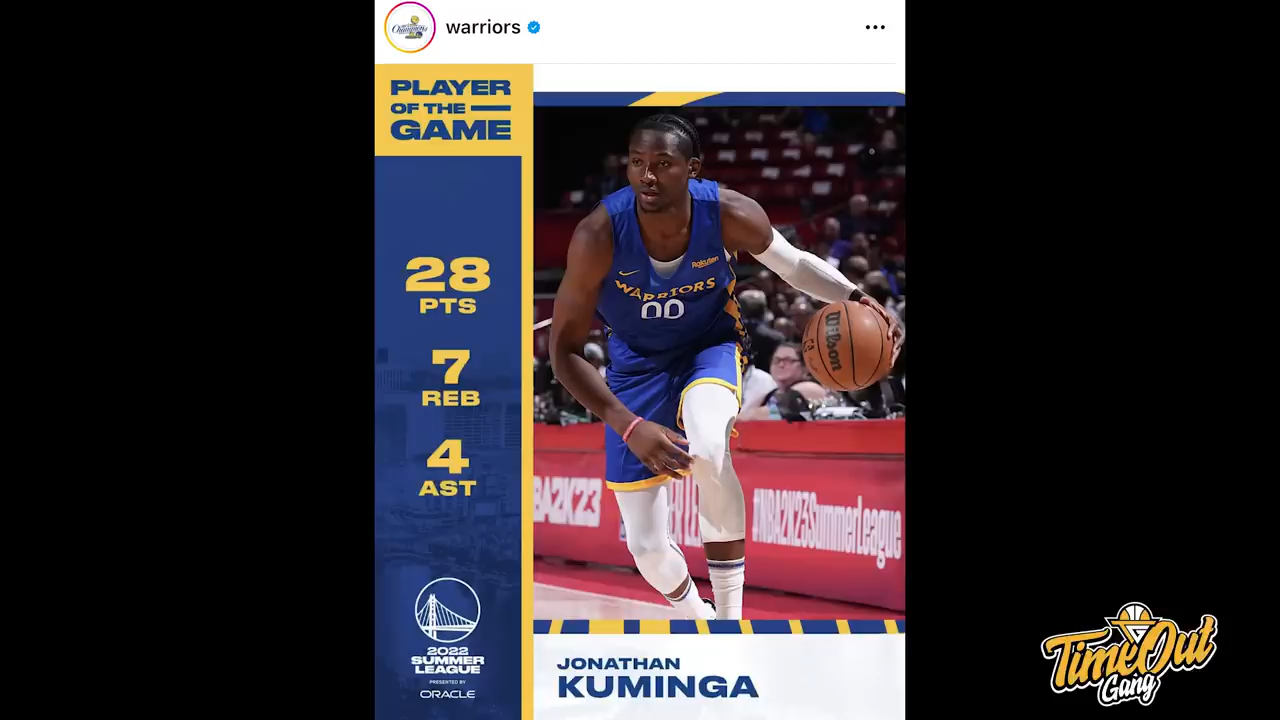 warriors
PLAYER
OF THE
GAME
28
PTS
7
REB
4
AST
2022
SUMMER
LEAGUE
PRESENTED BY
ORACLE
Rakuten
WARRIORS
00
Wilson
BA2K23
#NBA2K23SummerLeague
JONATHAN
KUMINGA
TimeOut
Gang